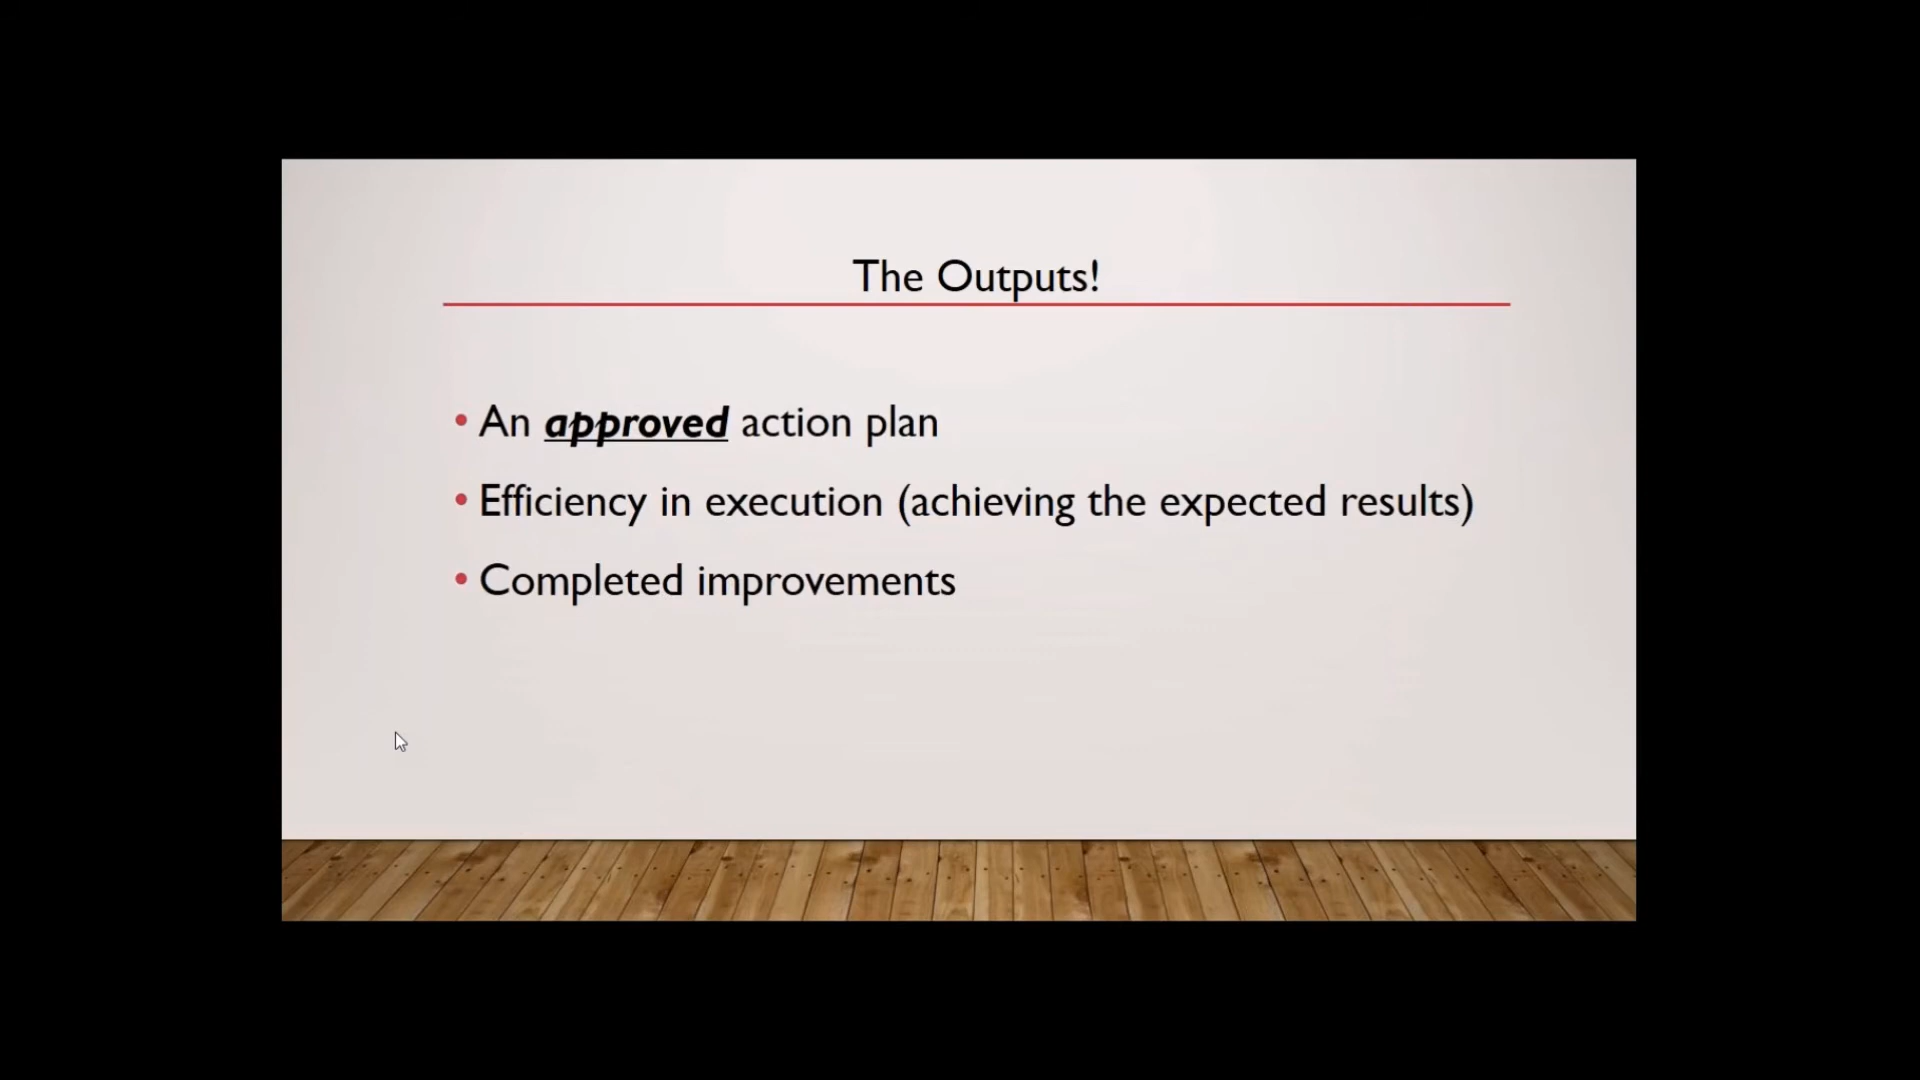 The Outputs!
• An approved action plan
• Efficiency in execution (achieving the expected results)
• Completed improvements